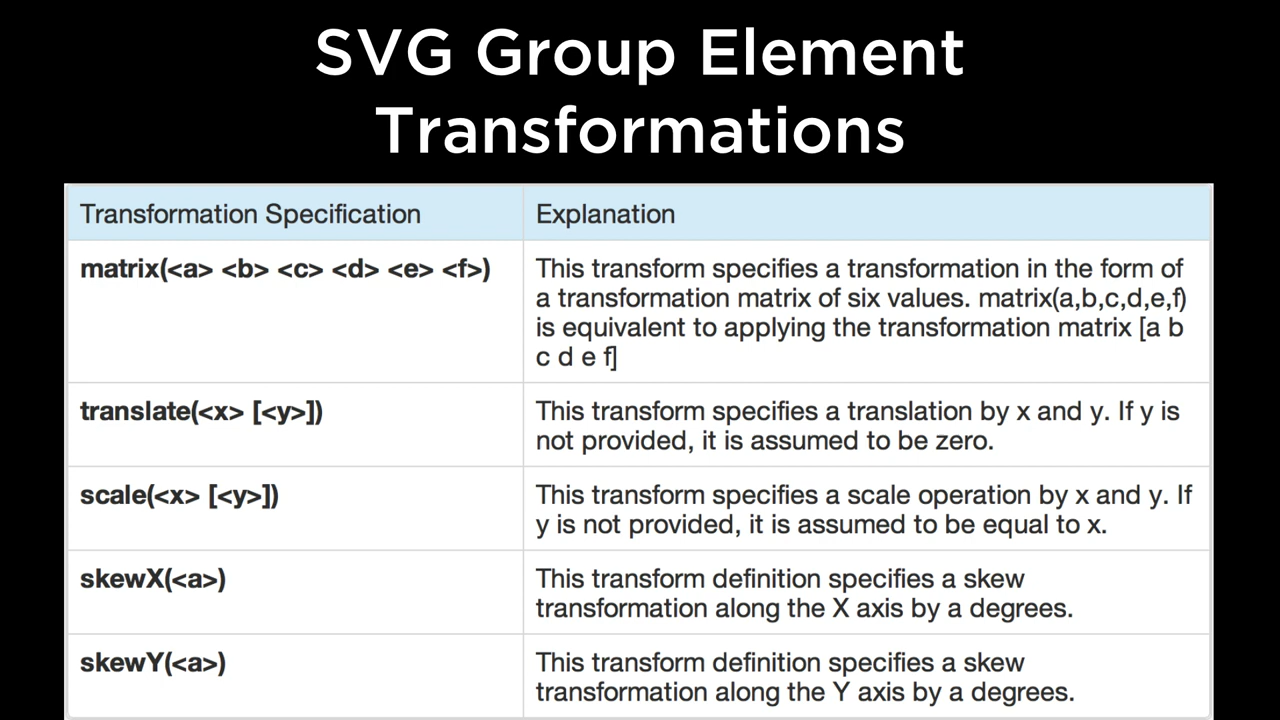 SVG Group Element
Transformations
Transformation Specification
Explanation
matrix(<a> <b> <c> <d> <e> <f>)
This transform specifies a transformation in the form of
a transformation matrix of six values. matrix(a,b,c,d,e,f)
is equivalent to applying the transformation matrix [a b
c d e f]
translate(<x> [<y>])
This transform specifies a translation by x and y. If y is
not provided, it is assumed to be zero.
scale(<x> [<y>])
This transform specifies a scale operation by x and y. If
y is not provided, it is assumed to be equal to x.
skewX(<a>)
This transform definition specifies a skew
transformation along the X axis by a degrees.
skewY(<a>)
This transform definition specifies a skew
transformation along the Y axis by a degrees.